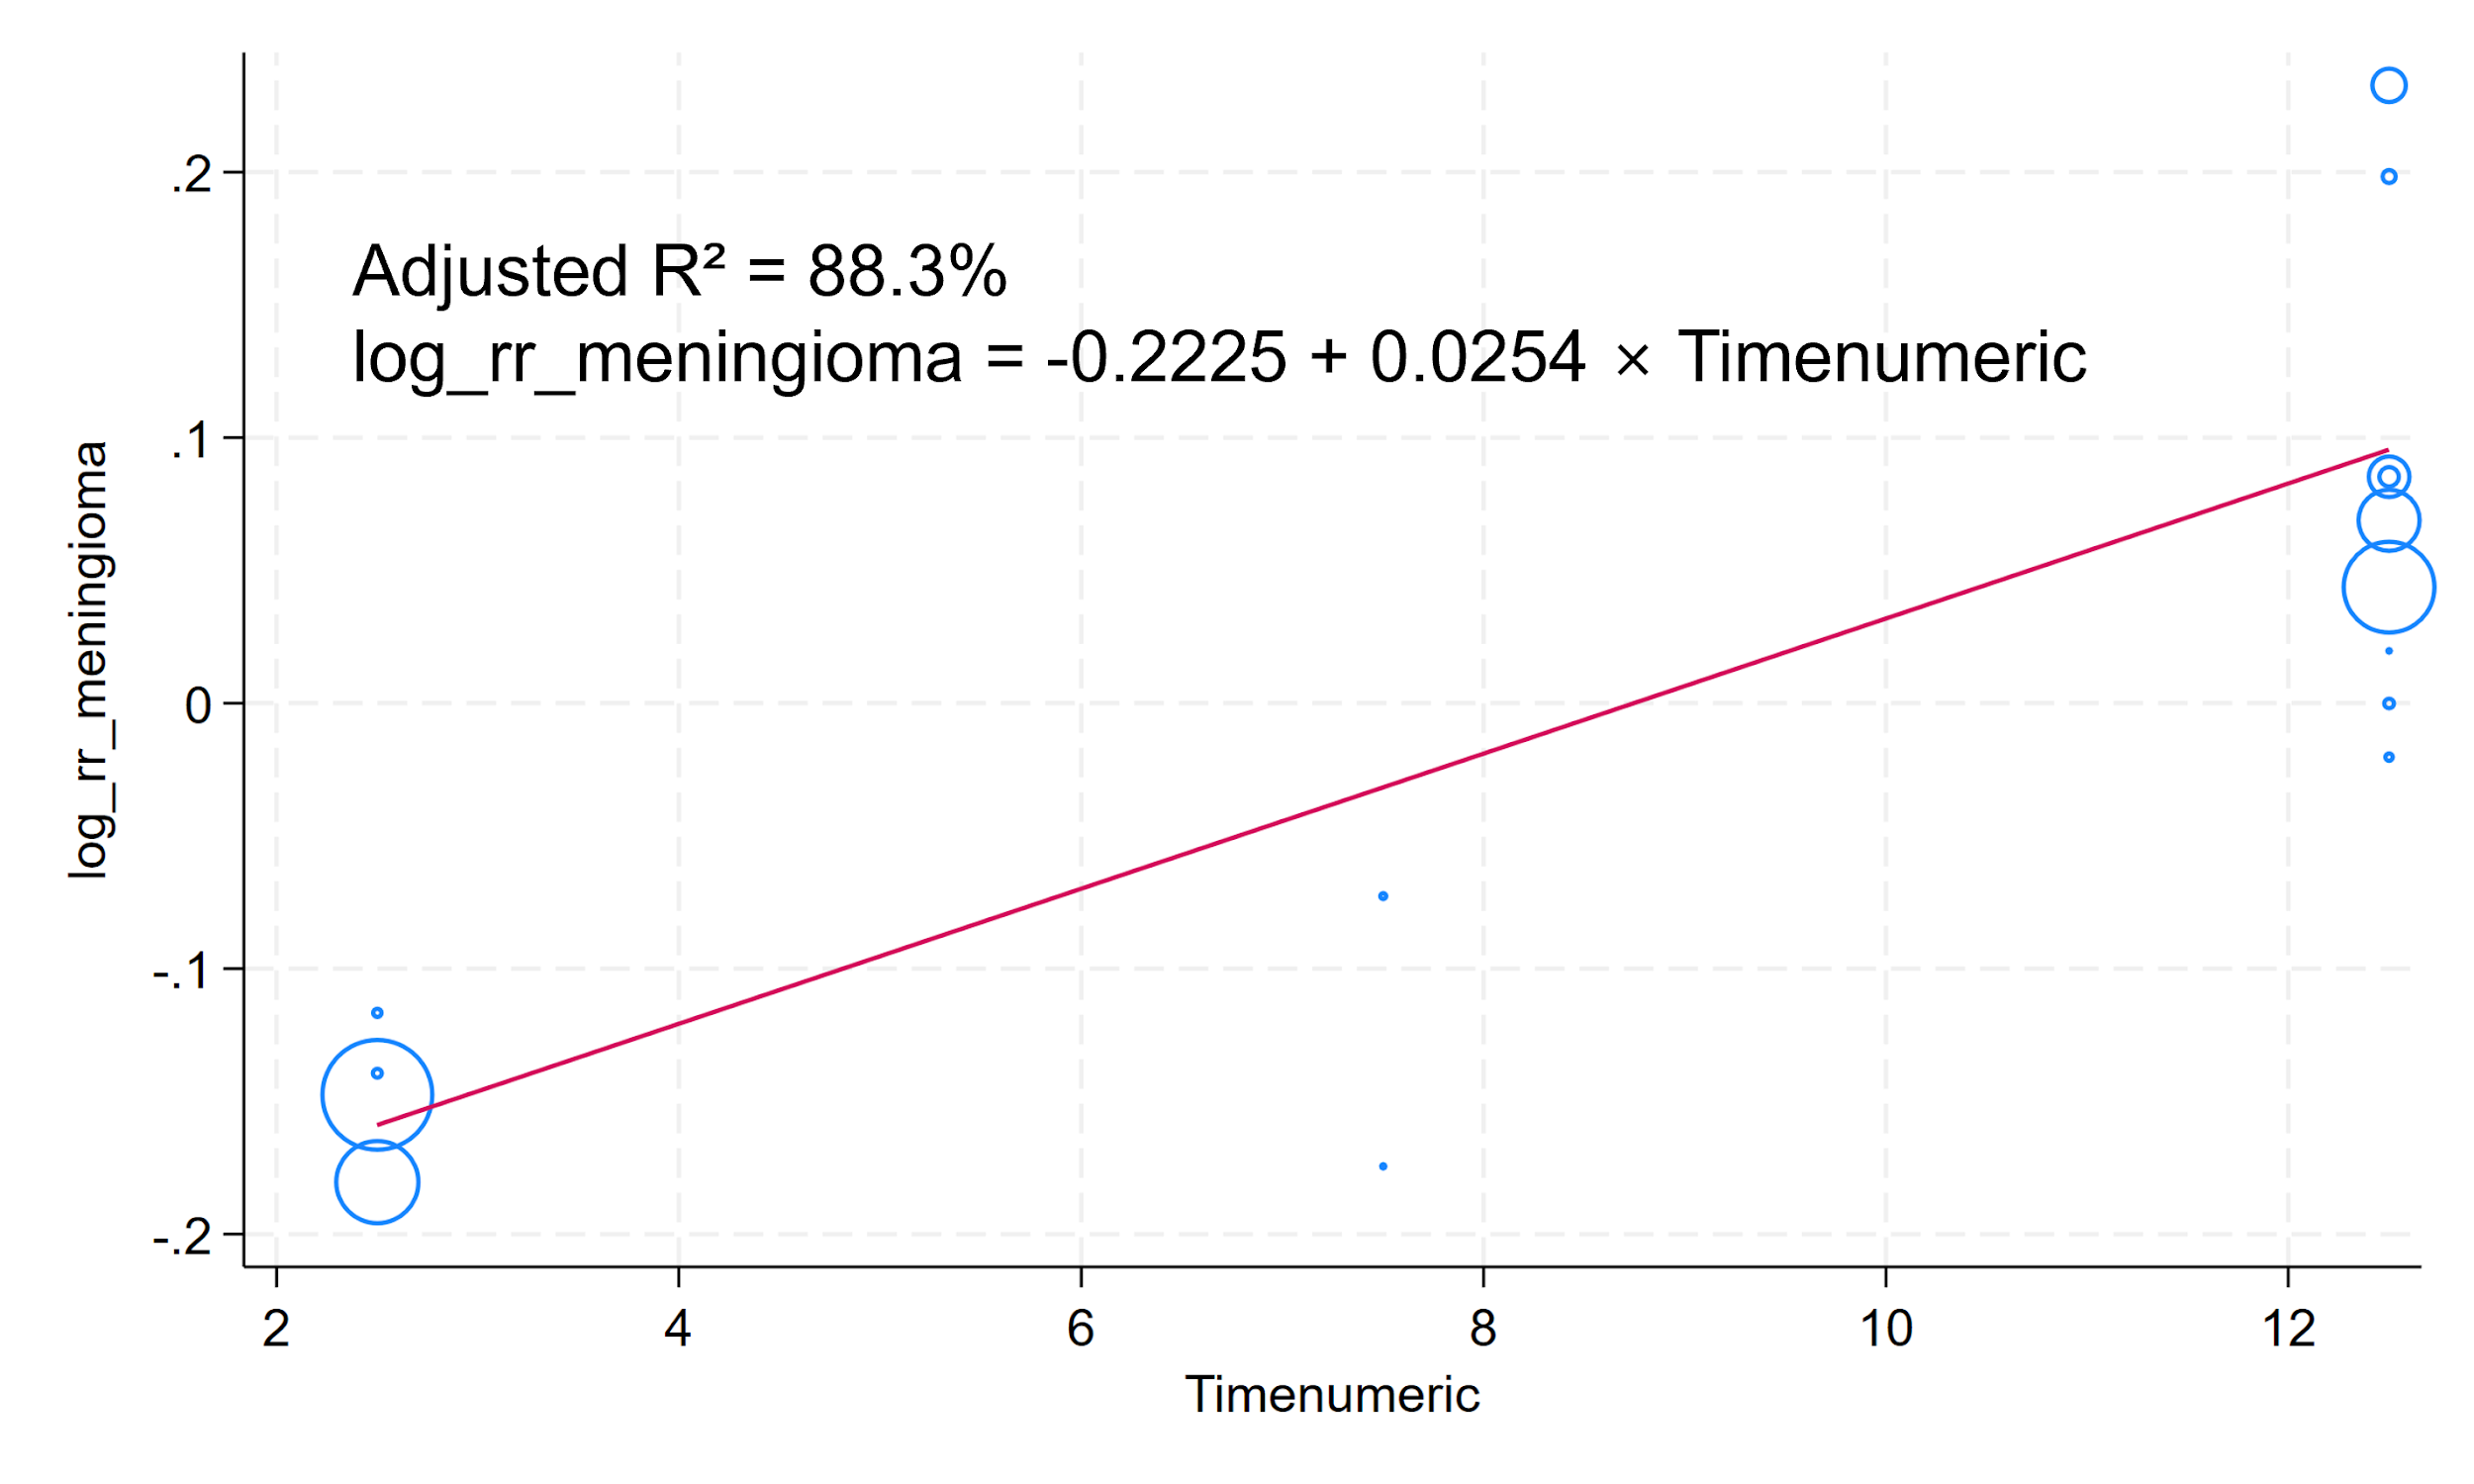 .2
Adjusted R² = 88.3%
log_rr_meningioma = -0.2225 + 0.0254 × Timenumeric
.1
log_rr_meningioma
0
-.1
-.2
2 4 6 8 10 12
Timenumeric